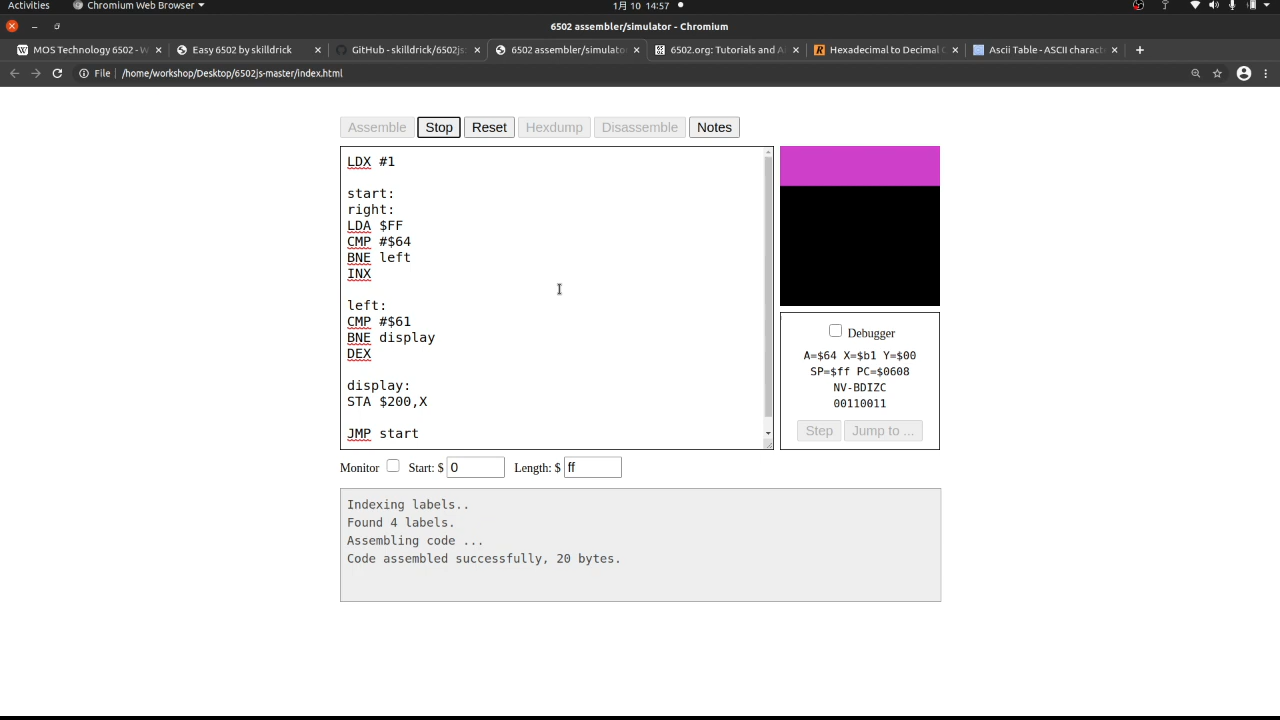 Activities Chromium Web Browser 1月 10 14:57
6502 assembler/simulator - Chromium
MOS Technology 6502 - W Easy 6502 by skilldrick GitHub - skilldrick/6502js: 6502 assembler/simulator 6502.org: Tutorials and A Hexadecimal to Decimal C Ascii Table - ASCII charact
File /home/workshop/Desktop/6502js-master/index.html
Assemble Stop Reset Hexdump Disassemble Notes
LDX #1
start:
right:
LDA $FF
CMP #$64
BNE left
INX
left:
CMP #$61
BNE display
DEX
display:
STA $200,X
JMP start
Debugger
A=$64 X=$b1 Y=$00
SP=$ff PC=$0608
NV-BDIZC
00110011
Step Jump to ...
Monitor Start: $ 0 Length: $ ff
Indexing labels..
Found 4 labels.
Assembling code ...
Code assembled successfully, 20 bytes.